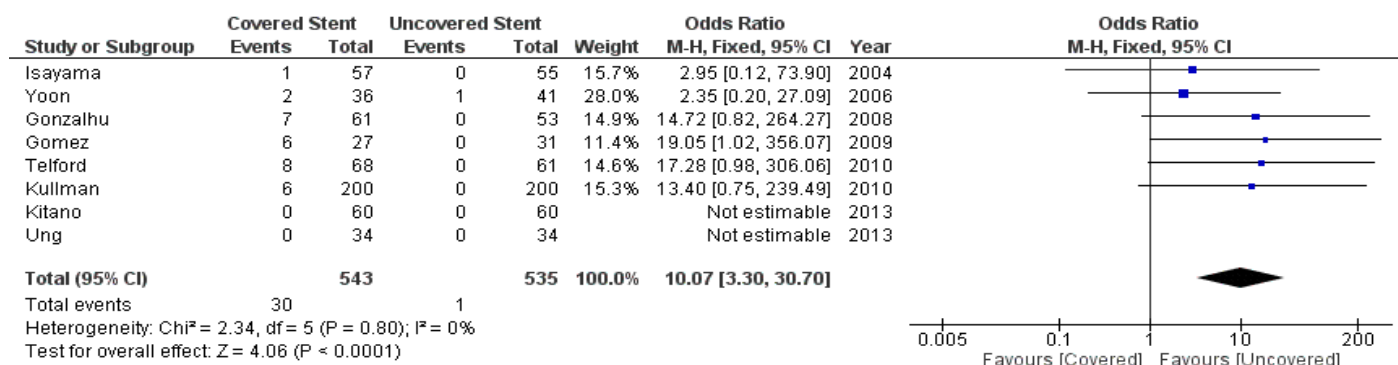 Covered Stent Uncovered Stent Odds Ratio Odds Ratio
Study or Subgroup Events Total Events Total Weight M-H, Fixed, 95% CI Year M-H, Fixed, 95% CI
Isayama 1 57 0 55 15.7% 2.95 [0.12, 73.90] 2004
Yoon 2 36 1 41 28.0% 2.35 [0.20, 27.09] 2006
Gonzalhu 7 61 0 53 14.9% 14.72 [0.82, 264.27] 2008
Gomez 6 27 0 31 11.4% 19.05 [1.02, 356.07] 2009
Telford 8 68 0 61 14.6% 17.28 [0.98, 306.06] 2010
Kullman 6 200 0 200 15.3% 13.40 [0.75, 239.49] 2010
Kitano 0 60 0 60 Not estimable 2013
Ung 0 34 0 34 Not estimable 2013
Total (95% CI) 543 535 100.0% 10.07 [3.30, 30.70]
Total events 30 1
Heterogeneity: Chi² = 2.34, df = 5 (P = 0.80); I² = 0%
Test for overall effect: Z = 4.06 (P < 0.0001)
0.005 0.1 1 10 200
Favours [Covered] Favours [Uncovered]